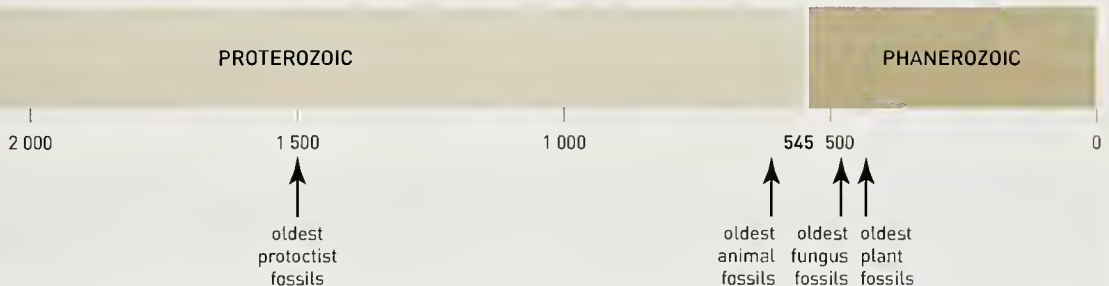 PROTEROZOIC PHANEROZOIC
2 000 1 500 1 000 545 500 0
oldest protoctist fossils
oldest animal fossils
oldest fungus fossils
oldest plant fossils